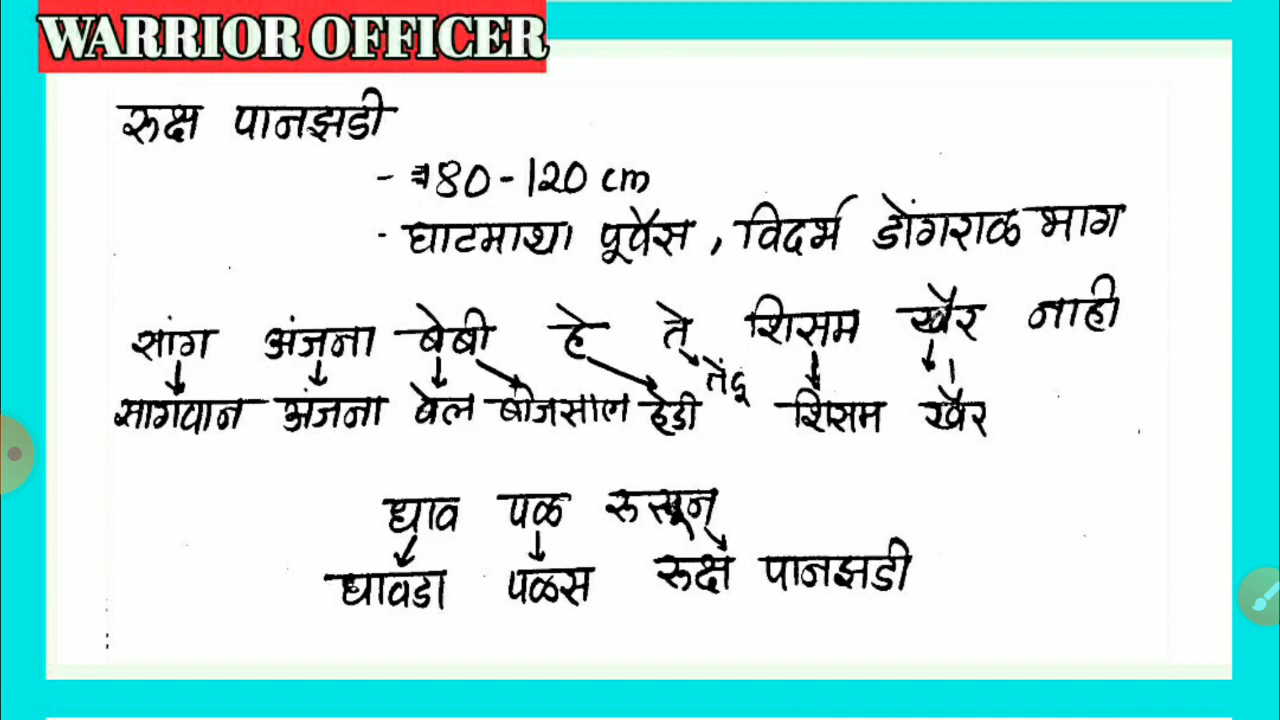 WARRIOR OFFICER
रूक्ष पानझडी
- 80-120 cm
- घाटमाथा पूर्वेस , विदर्भ डोंगराळ भाग
सांग अंजना बेबी हे ते शिसम खैर नाही
सागवान अंजना बेल बीजसाल हेडी तेंदू शिसम खैर
धाव पळ रुसून
धावडा पळस रूक्ष पानझडी